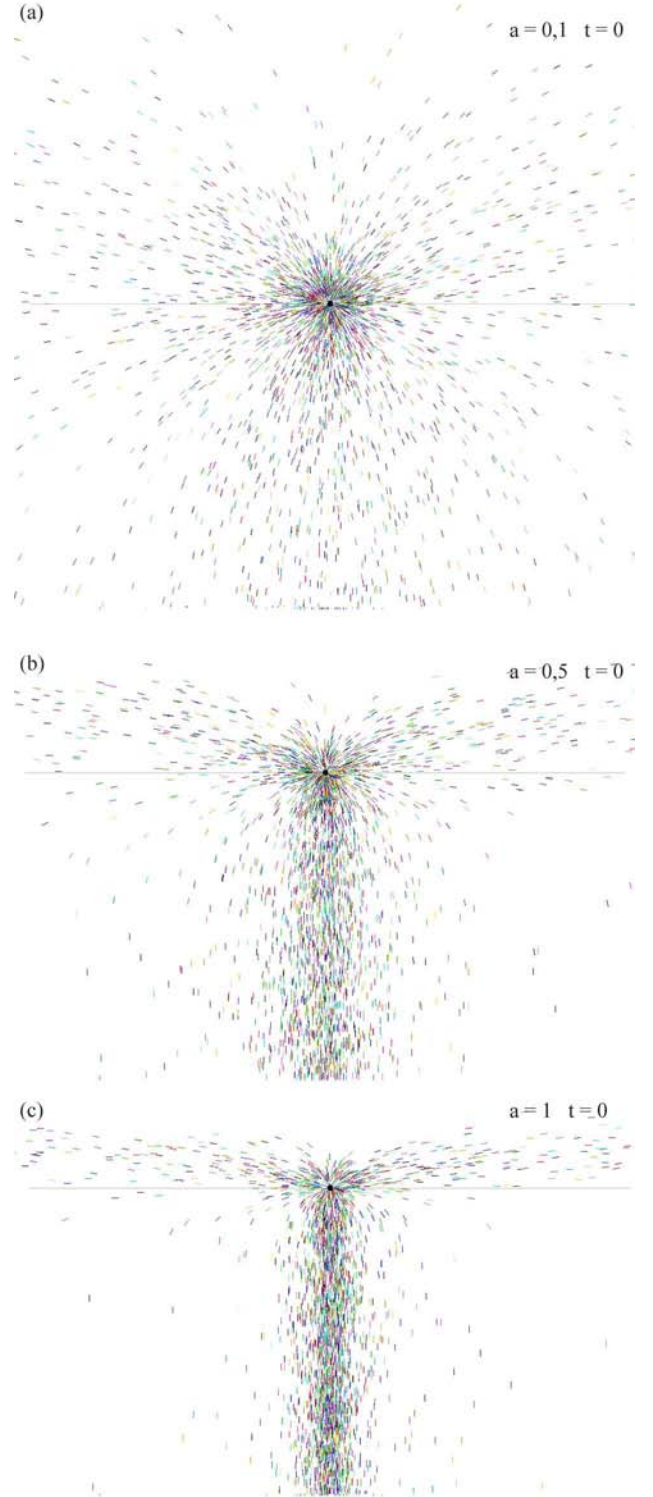 (a)
a = 0,1 t = 0
(b)
a = 0,5 t = 0
(c)
a = 1 t = 0